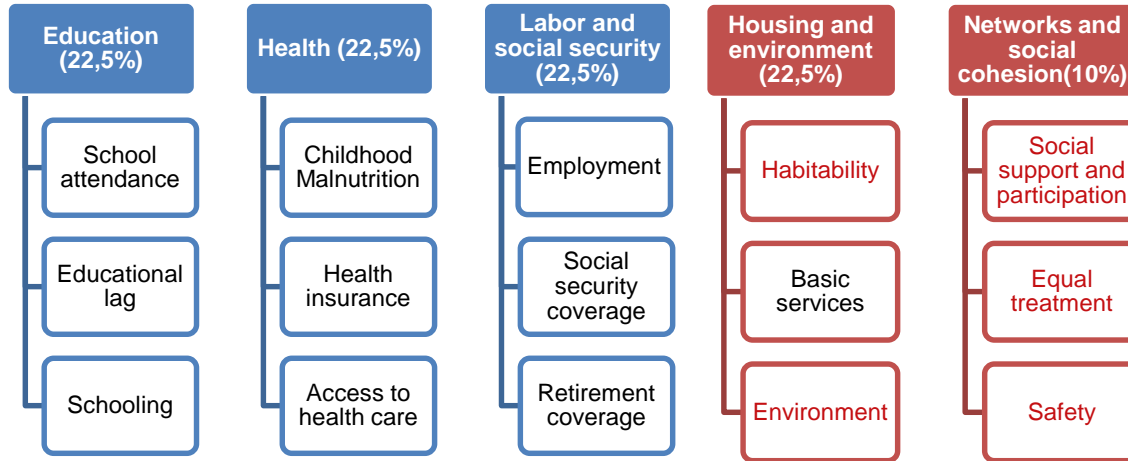 Education
(22,5%)
School
attendance
Educational
lag
Schooling
Health (22,5%)
Childhood
Malnutrition
Health
insurance
Access to
health care
Labor and
social security
(22,5%)
Employment
Social
security
coverage
Retirement
coverage
Housing and
environment
(22,5%)
Habitability
Basic
services
Environment
Networks and
social
cohesion(10%)
Social
support and
participation
Equal
treatment
Safety